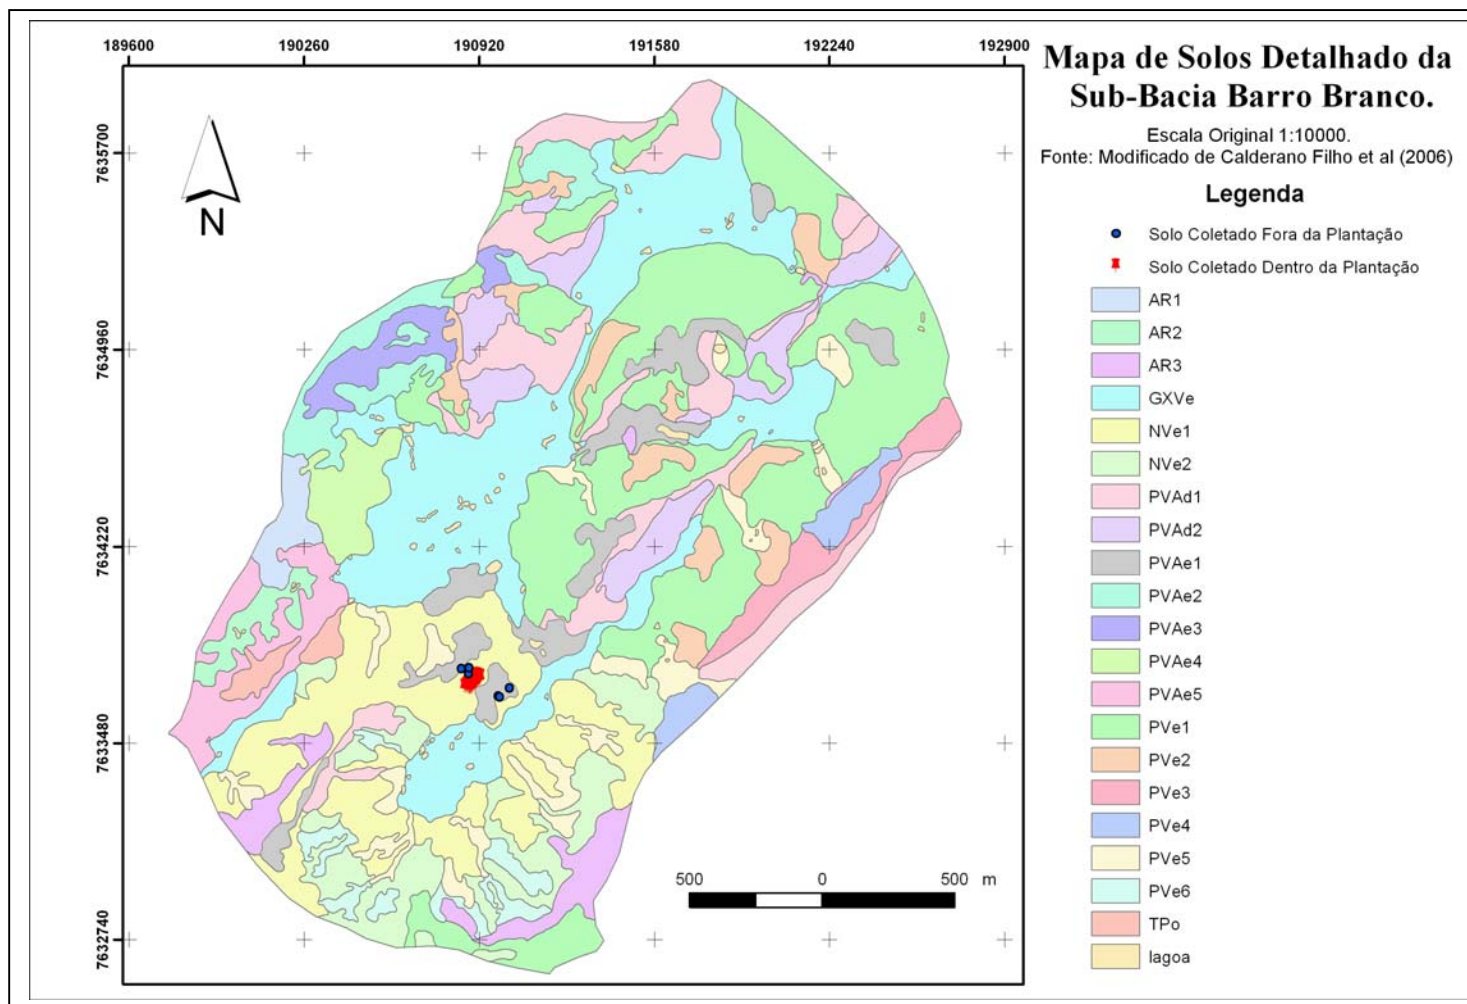 189600 190260 190920 191580 192240 192900
Mapa de Solos Detalhado da
Sub-Bacia Barro Branco.
Escala Original 1:10000.
Fonte: Modificado de Calderano Filho et al (2006)
Legenda
Solo Coletado Fora da Plantação
Solo Coletado Dentro da Plantação
AR1
AR2
AR3
GXVe
NVe1
NVe2
PVAd1
PVAd2
PVAe1
PVAe2
PVAe3
PVAe4
PVAe5
PVe1
PVe2
PVe3
PVe4
PVe5
PVe6
TPo
lagoa
7635700
7634960
7634220
7633480
7632740
N
500 0 500 m